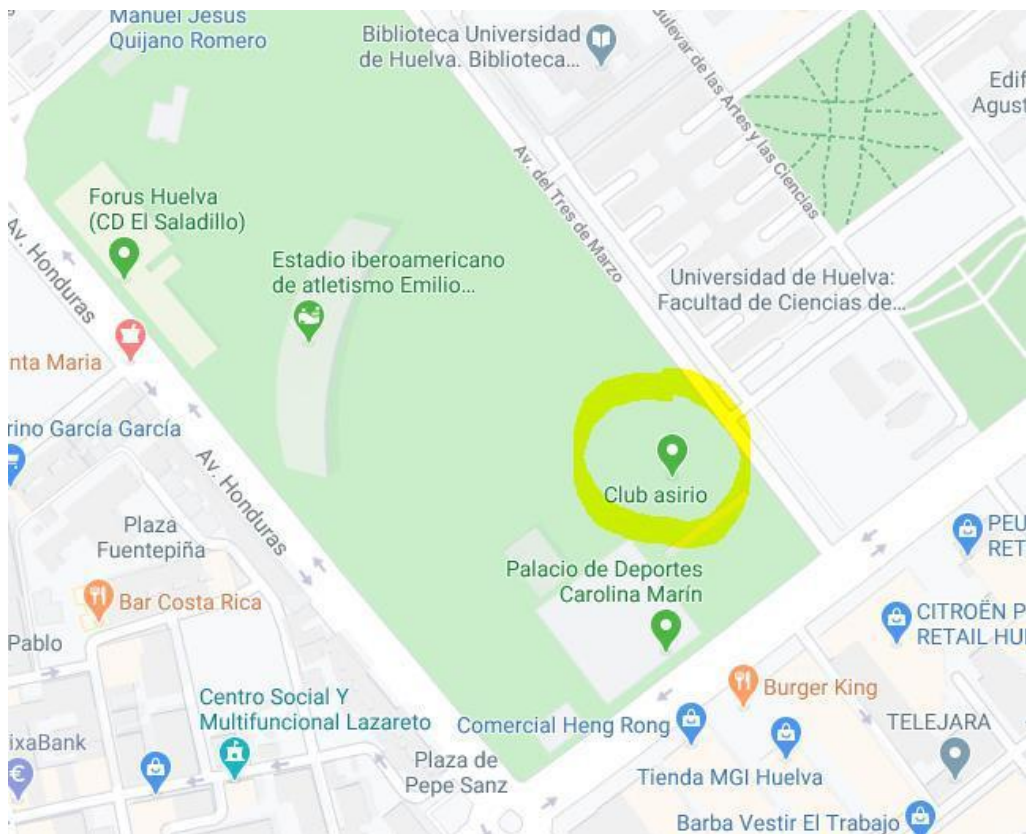 Manuel Jesús
Quijano Romero
Biblioteca Universidad
de Huelva. Biblioteca...
Bulevar de las Artes y las Ciencias
Edif
Agust
Av. del Tres de Marzo
Forus Huelva
(CD El Saladillo)
Av. Honduras
Estadio iberoamericano
de atletismo Emilio...
Universidad de Huelva:
Facultad de Ciencias de...
nta Maria
rino García García
Av. Honduras
Club asirio
Plaza
Fuentepiña
PEU
RET
Palacio de Deportes
Carolina Marín
Bar Costa Rica
CITROËN P
RETAIL HUE
Pablo
Burger King
Centro Social Y
Multifuncional Lazareto
Comercial Heng Rong
TELEJARA
ixaBank
€
Plaza de
Pepe Sanz
Tienda MGI Huelva
Barba Vestir El Trabajo